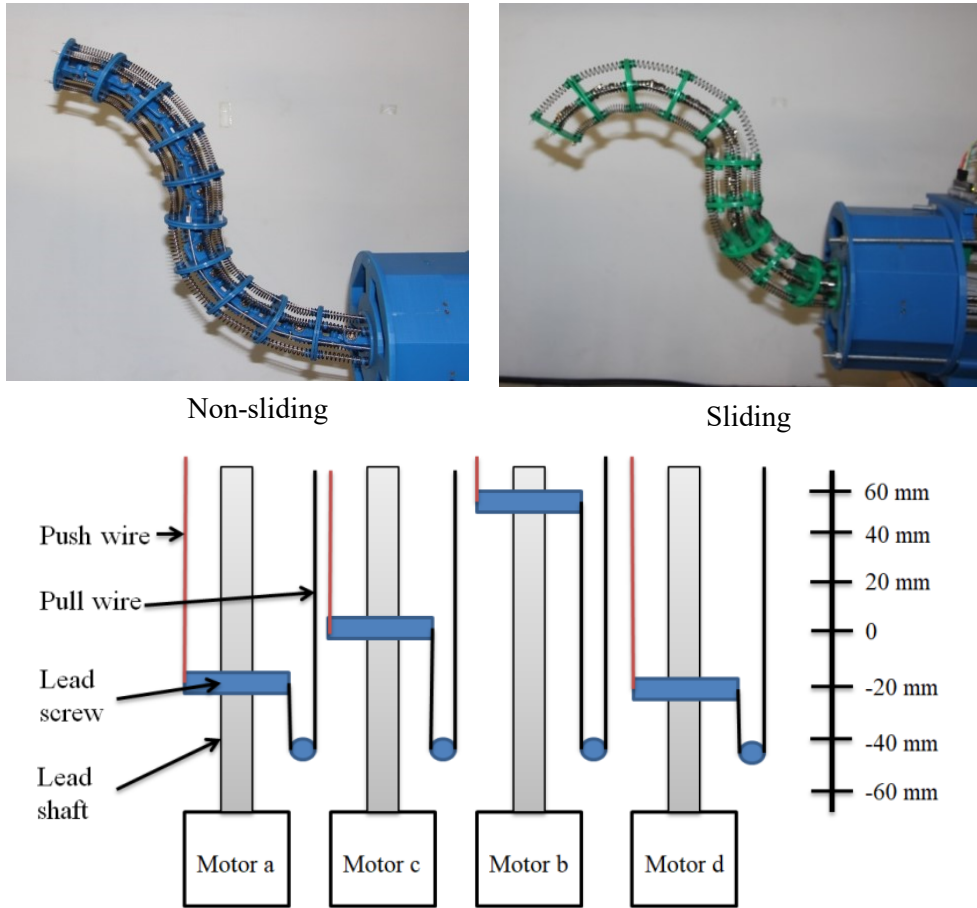 Non-sliding
Sliding
Push wire
Pull wire
Lead
screw
Lead
shaft
60 mm
40 mm
20 mm
0
-20 mm
-40 mm
-60 mm
Motor a
Motor c
Motor b
Motor d